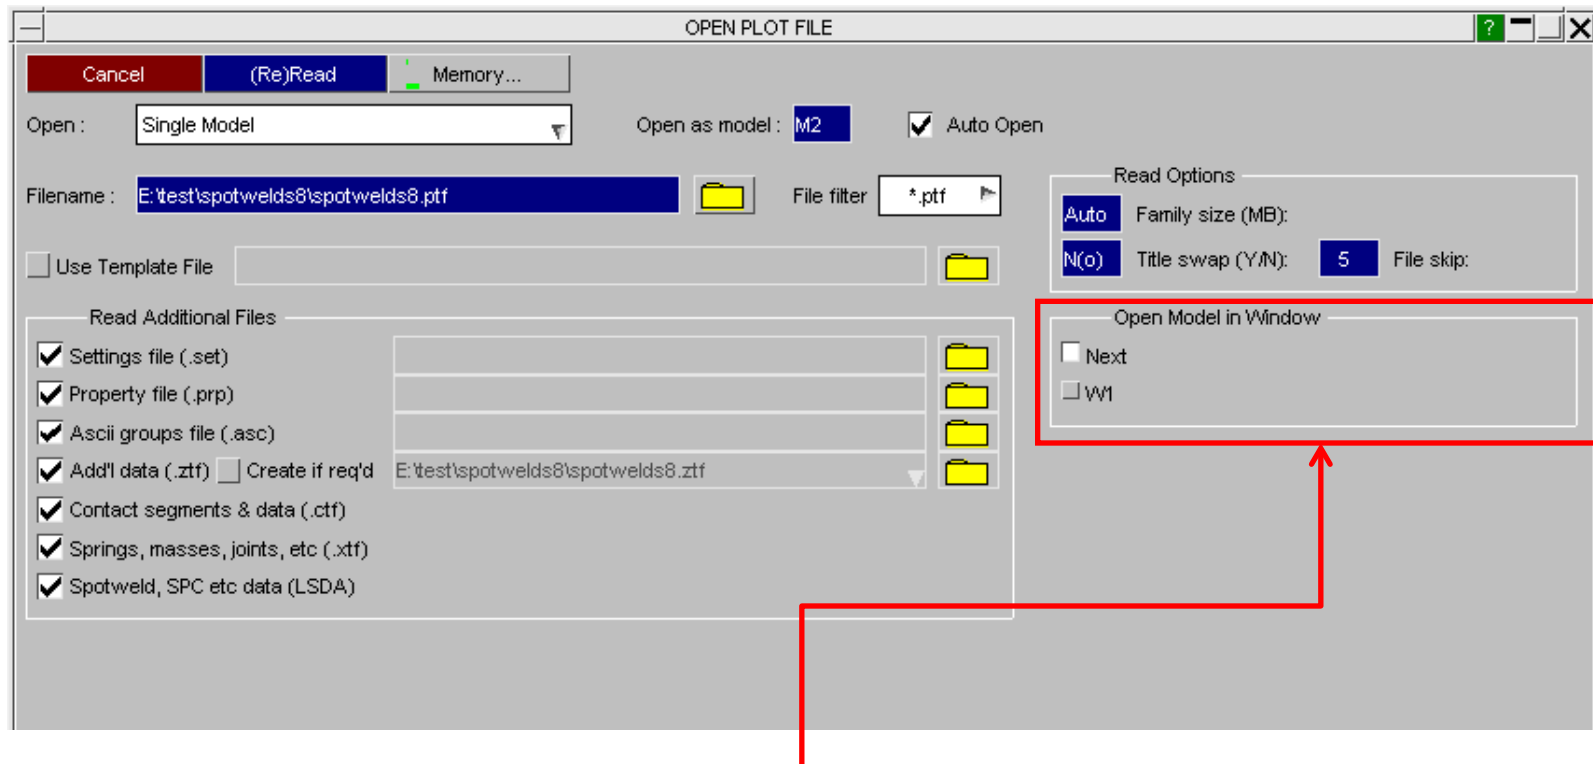 OPEN PLOT FILE
?
Cancel (Re)Read Memory...
Open : Single Model Open as model : M2 Auto Open
Filename : E:\test\spotwelds8\spotwelds8.ptf File filter *.ptf
Use Template File
Read Options
Auto Family size (MB):
N(o) Title swap (Y/N): 5 File skip:
Read Additional Files
Settings file (.set)
Property file (.prp)
Ascii groups file (.asc)
Add'l data (.ztf) Create if req'd E:\test\spotwelds8\spotwelds8.ztf
Contact segments & data (.ctf)
Springs, masses, joints, etc (.xtf)
Spotweld, SPC etc data (LSDA)
Open Model in Window
Next
W1